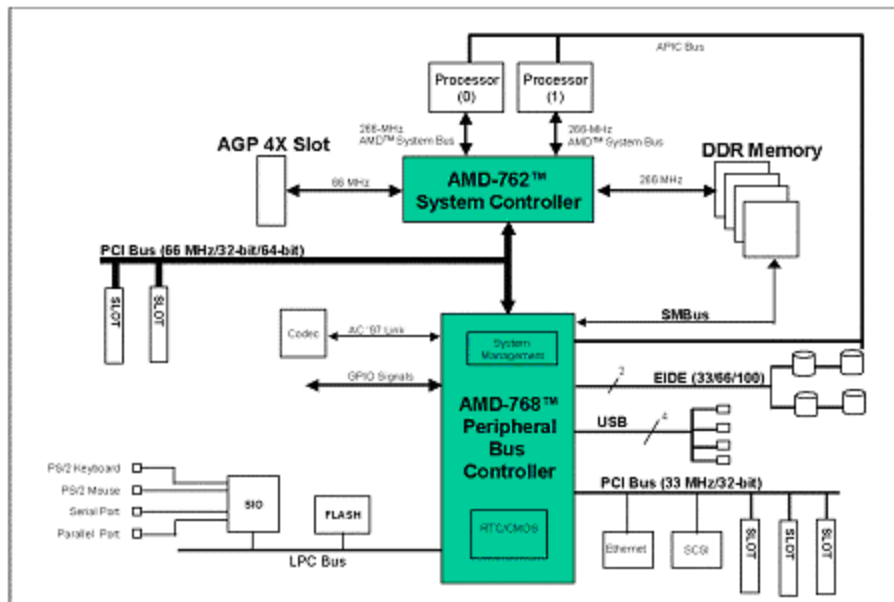 APIC Bus
Processor
(0)
Processor
(1)
266-MHz
AMD™ System Bus
266-MHz
AMD™ System Bus
AGP 4X Slot
DDR Memory
66 MHz
AMD-762™
System Controller
266 MHz
PCI Bus (66 MHz/32-bit/64-bit)
SLOT
SLOT
SMBus
Codec
AC '97 Link
System
Management
GPIO Signals
2
EIDE (33/66/100)
AMD-768™
Peripheral
Bus
Controller
USB
4
PS/2 Keyboard
PS/2 Mouse
Serial Port
Parallel Port
SIO
FLASH
LPC Bus
RTC/CMOS
PCI Bus (33 MHz/32-bit)
Ethernet
SCSI
SLOT
SLOT
SLOT